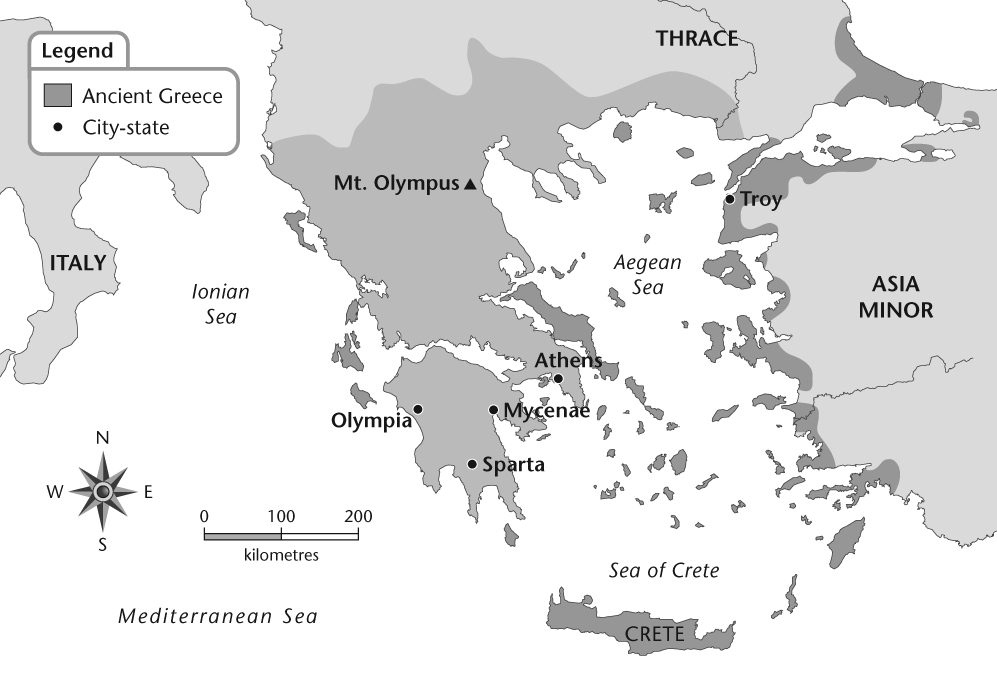 Legend
Ancient Greece
City-state
THRACE
Mt. Olympus
Troy
ITALY
Ionian
Sea
Aegean
Sea
ASIA
MINOR
Athens
Olympia
Mycenae
Sparta
N
W
E
S
0 100 200
kilometres
Sea of Crete
Mediterranean Sea
CRETE